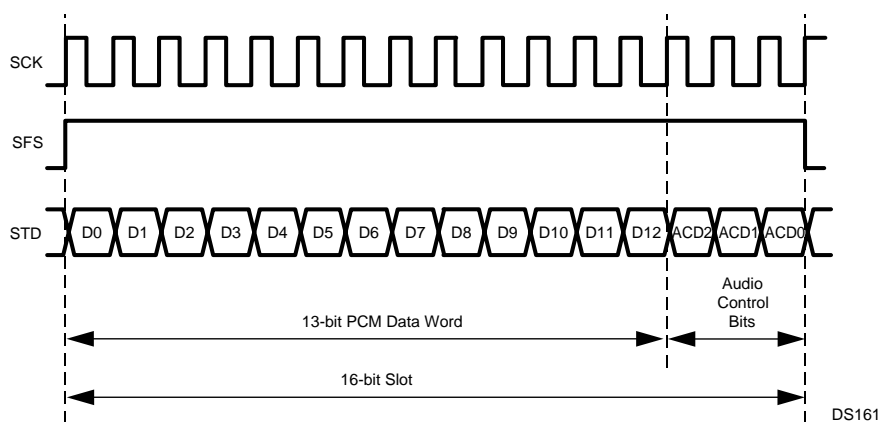 SCK
SFS
STD
D0 D1 D2 D3 D4 D5 D6 D7 D8 D9 D10 D11 D12 ACD2 ACD1 ACD0
Audio
Control
Bits
13-bit PCM Data Word
16-bit Slot
DS161